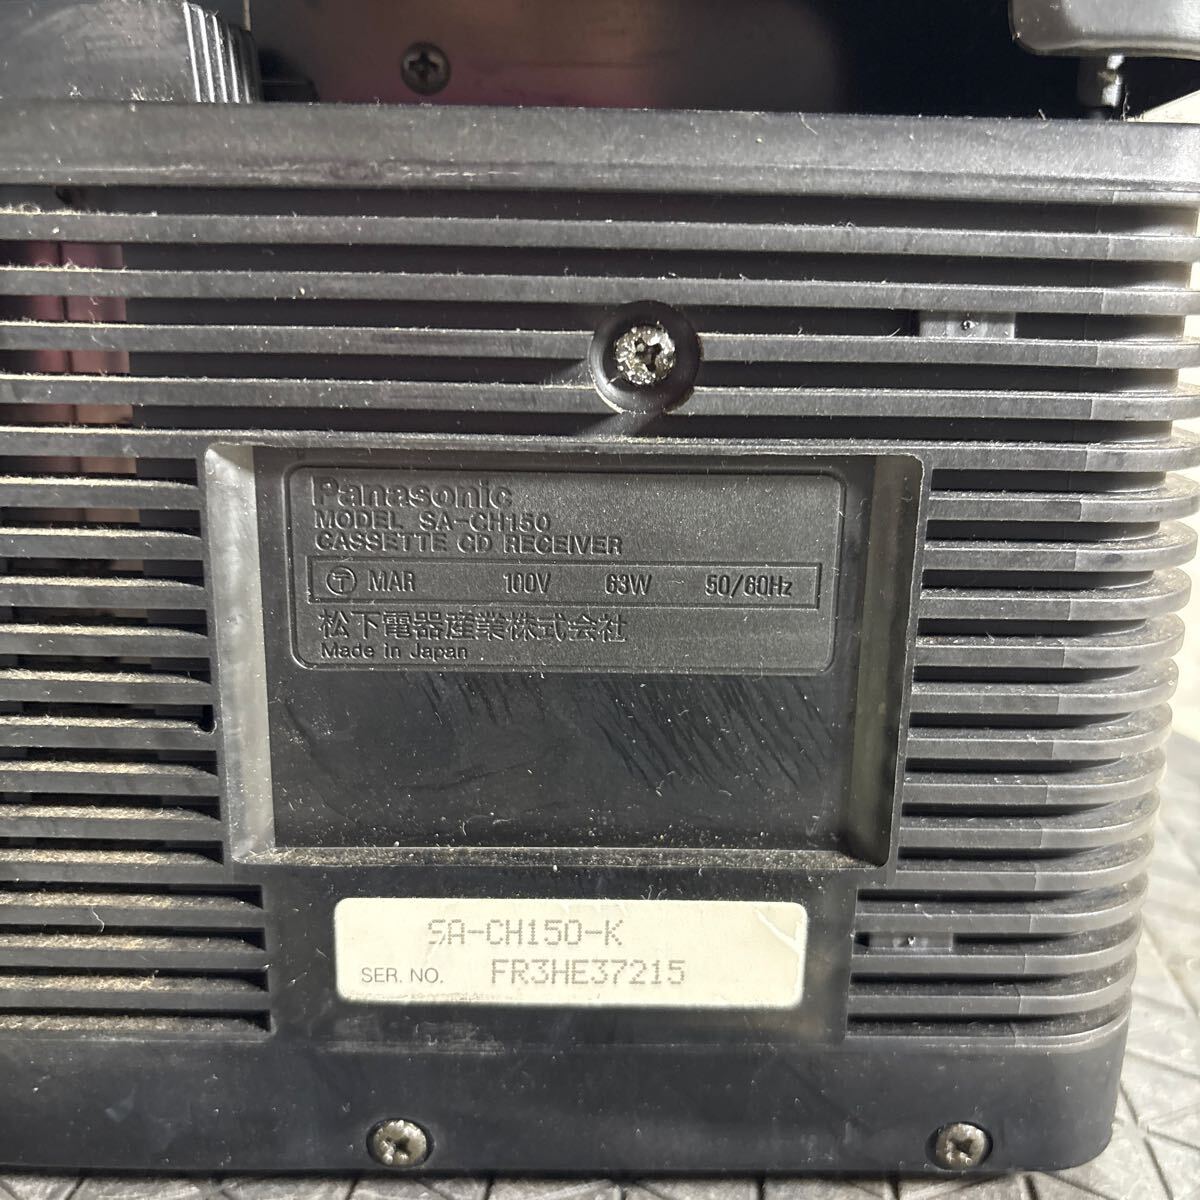 Panasonic
MODEL SA-CH150
CASSETTE CD RECEIVER
〒 MAR 100V 63W 50/60Hz
松下電器産業株式会社
Made in Japan
SA-CH150-K
SER. NO. FR3HE37215